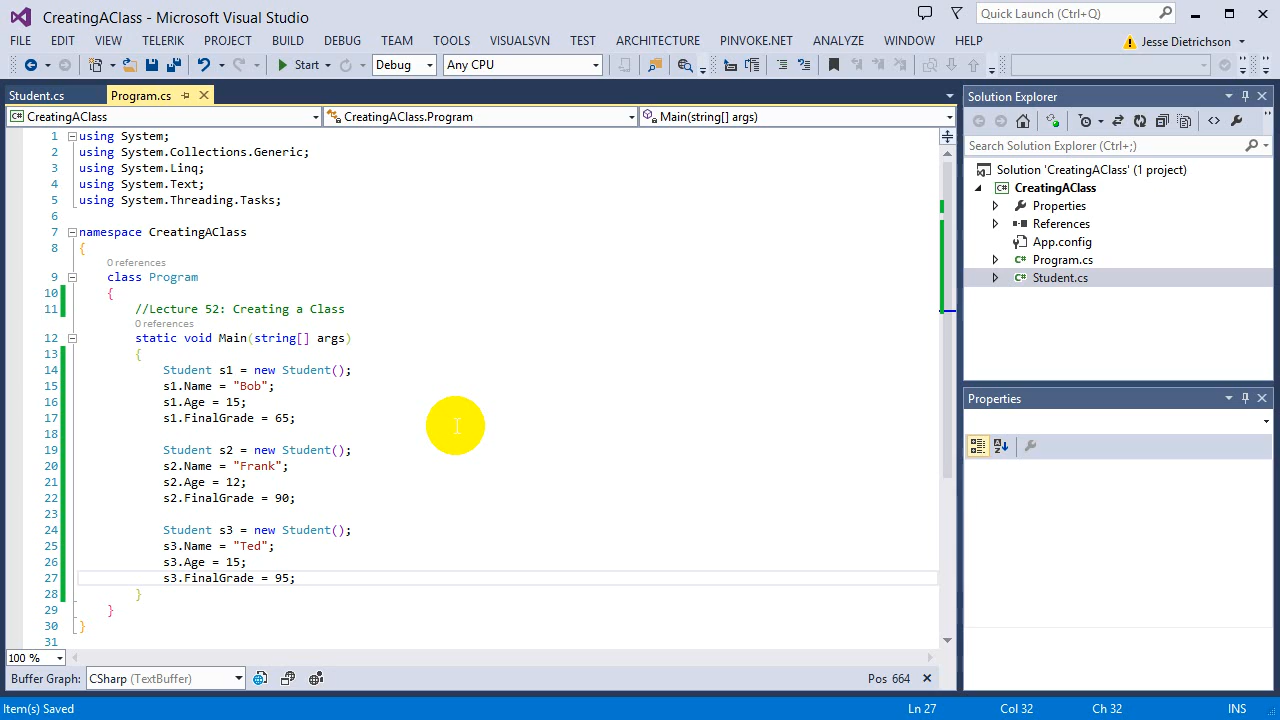 CreatingAClass - Microsoft Visual Studio
Quick Launch (Ctrl+Q)
FILE EDIT VIEW TELERIK PROJECT BUILD DEBUG TEAM TOOLS VISUALSVN TEST ARCHITECTURE PINVOKE.NET ANALYZE WINDOW HELP
Jesse Dietrichson
Start Debug Any CPU
Student.cs Program.cs
CreatingAClass CreatingAClass.Program Main(string[] args)
1 using System;
2 using System.Collections.Generic;
3 using System.Linq;
4 using System.Text;
5 using System.Threading.Tasks;
6
7 namespace CreatingAClass
8 {
0 references
9 class Program
10 {
11 //Lecture 52: Creating a Class
0 references
12 static void Main(string[] args)
13 {
14 Student s1 = new Student();
15 s1.Name = "Bob";
16 s1.Age = 15;
17 s1.FinalGrade = 65;
18
19 Student s2 = new Student();
20 s2.Name = "Frank";
21 s2.Age = 12;
22 s2.FinalGrade = 90;
23
24 Student s3 = new Student();
25 s3.Name = "Ted";
26 s3.Age = 15;
27 s3.FinalGrade = 95;
28 }
29 }
30 }
31
100 %
Buffer Graph: CSharp (TextBuffer) Pos 664
Solution Explorer
Search Solution Explorer (Ctrl+;)
Solution 'CreatingAClass' (1 project)
CreatingAClass
Properties
References
App.config
Program.cs
Student.cs
Properties
Item(s) Saved Ln 27 Col 32 Ch 32 INS